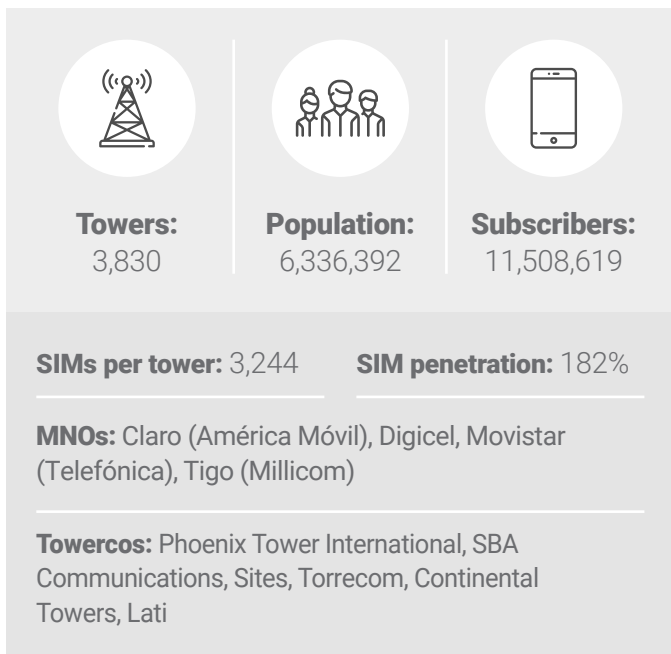 Towers:
3,830
Population:
6,336,392
Subscribers:
11,508,619
SIMs per tower: 3,244
SIM penetration: 182%
MNOs: Claro (América Móvil), Digicel, Movistar
(Telefónica), Tigo (Millicom)
Towercos: Phoenix Tower International, SBA
Communications, Sites, Torrecom, Continental
Towers, Lati